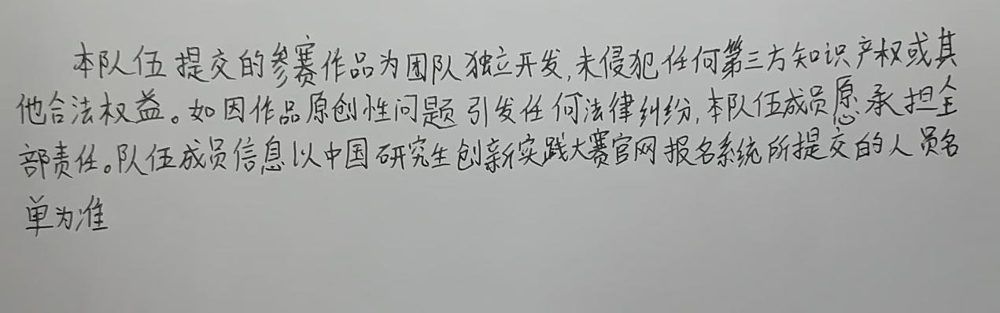 本队伍提交的参赛作品为团队独立开发,未侵犯任何第三方知识产权或其
他合法权益。如因作品原创性问题引发任何法律纠纷,本队伍成员愿承担全
部责任。队伍成员信息以中国研究生创新实践大赛官网报名系统所提交的人员名
单为准